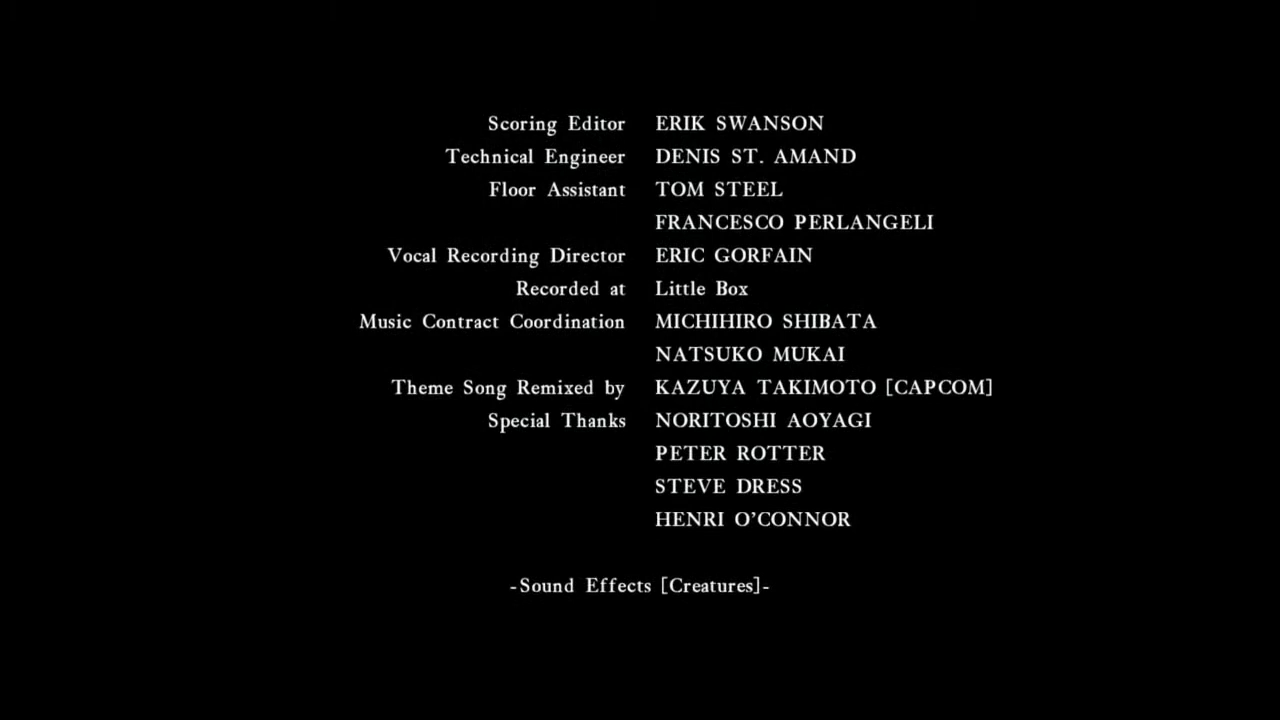 Scoring Editor ERIK SWANSON
Technical Engineer DENIS ST. AMAND
Floor Assistant TOM STEEL
FRANCESCO PERLANGELI
Vocal Recording Director ERIC GORFAIN
Recorded at Little Box
Music Contract Coordination MICHIHIRO SHIBATA
NATSUKO MUKAI
Theme Song Remixed by KAZUYA TAKIMOTO [CAPCOM]
Special Thanks NORITOSHI AOYAGI
PETER ROTTER
STEVE DRESS
HENRI O’CONNOR
-Sound Effects [Creatures]-